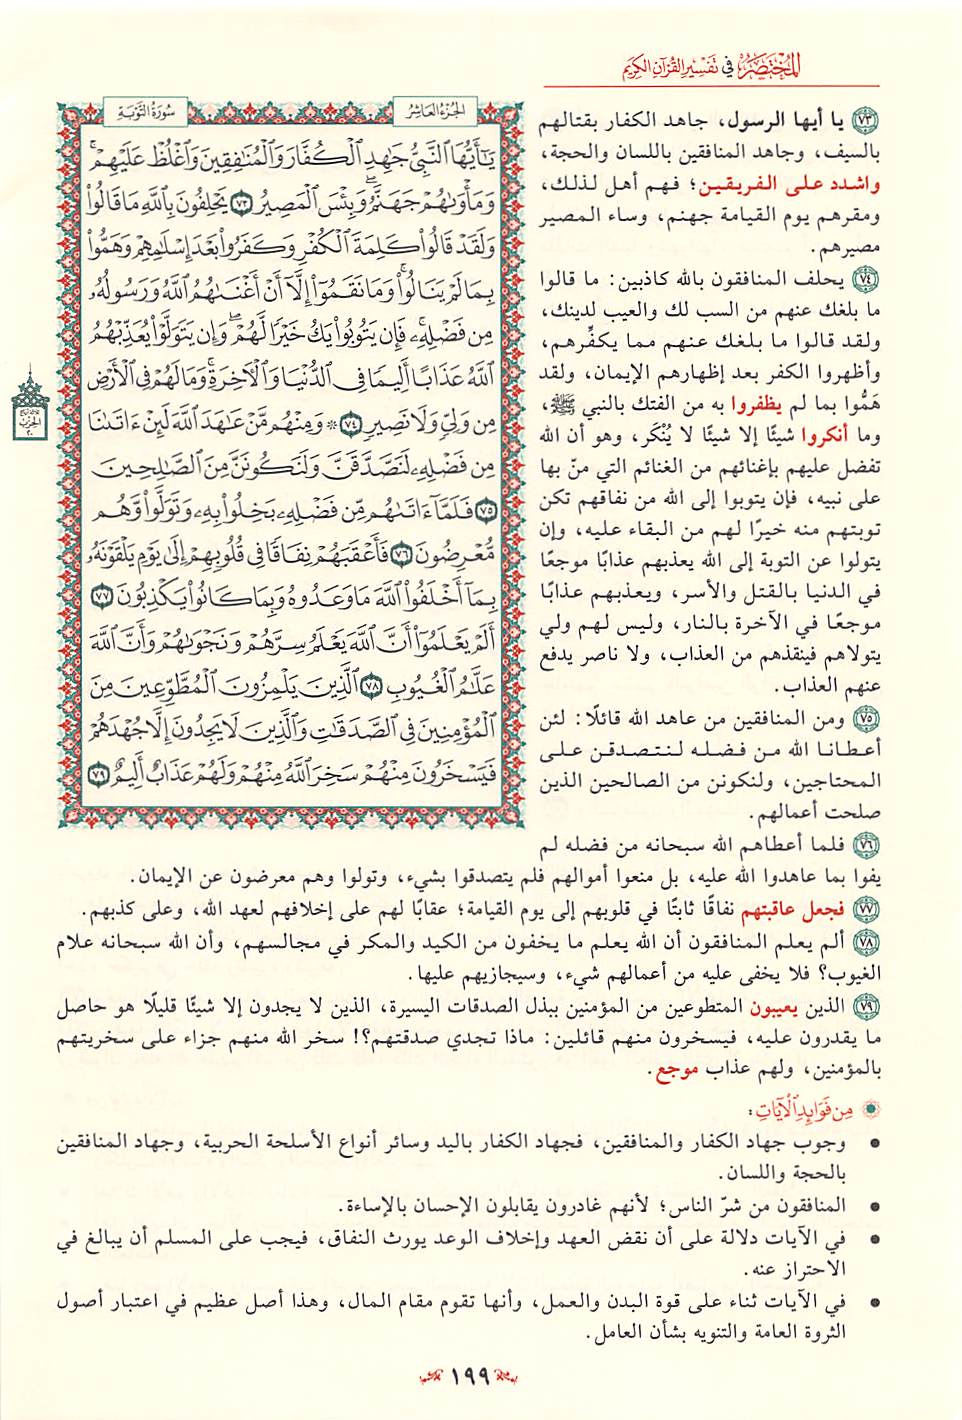 المختصر في تفسير القرآن الكريم
الجزء العاشر
سورة التوبة
يَٰٓأَيُّهَا ٱلنَّبِيُّ جَٰهِدِ ٱلۡكُفَّارَ وَٱلۡمُنَٰفِقِينَ وَٱغۡلُظۡ عَلَيۡهِمۡۚ
وَمَأۡوَىٰهُمۡ جَهَنَّمُۖ وَبِئۡسَ ٱلۡمَصِيرُ ٧٣ يَحۡلِفُونَ بِٱللَّهِ مَا قَالُواْ
وَلَقَدۡ قَالُواْ كَلِمَةَ ٱلۡكُفۡرِ وَكَفَرُواْ بَعۡدَ إِسۡلَٰمِهِمۡ وَهَمُّواْ
بِمَا لَمۡ يَنَالُواْۚ وَمَا نَقَمُوٓاْ إِلَّآ أَنۡ أَغۡنَىٰهُمُ ٱللَّهُ وَرَسُولُهُۥ
مِن فَضۡلِهِۦۚ فَإِن يَتُوبُواْ يَكُ خَيۡرٗا لَّهُمۡۖ وَإِن يَتَوَلَّوۡاْ يُعَذِّبۡهُمُ
ٱللَّهُ عَذَابًا أَلِيمٗا فِي ٱلدُّنۡيَا وَٱلۡأٓخِرَةِۚ وَمَا لَهُمۡ فِي ٱلۡأَرۡضِ
مِن وَلِيّٖ وَلَا نَصِيرٖ ٧٤ ۞ وَمِنۡهُم مَّنۡ عَٰهَدَ ٱللَّهَ لَئِنۡ ءَاتَىٰنَا
مِن فَضۡلِهِۦ لَنَصَّدَّقَنَّ وَلَنَكُونَنَّ مِنَ ٱلصَّٰلِحِينَ
٧٥ فَلَمَّآ ءَاتَىٰهُم مِّن فَضۡلِهِۦ بَخِلُواْ بِهِۦ وَتَوَلَّواْ وَّهُم
مُّعۡرِضُونَ ٧٦ فَأَعۡقَبَهُمۡ نِفَاقٗا فِي قُلُوبِهِمۡ إِلَىٰ يَوۡمِ يَلۡقَوۡنَهُۥ
بِمَآ أَخۡلَفُواْ ٱللَّهَ مَا وَعَدُوهُ وَبِمَا كَانُواْ يَكۡذِبُونَ ٧٧
أَلَمۡ يَعۡلَمُوٓاْ أَنَّ ٱللَّهَ يَعۡلَمُ سِرَّهُمۡ وَنَجۡوَىٰهُمۡ وَأَنَّ ٱللَّهَ
عَلَّٰمُ ٱلۡغُيُوبِ ٧٨ ٱلَّذِينَ يَلۡمِزُونَ ٱلۡمُطَّوِّعِينَ مِنَ
ٱلۡمُؤۡمِنِينَ فِي ٱلصَّدَقَٰتِ وَٱلَّذِينَ لَا يَجِدُونَ إِلَّا جُهۡدَهُمۡ
فَيَسۡخَرُونَ مِنۡهُمۡ سَخِرَ ٱللَّهُ مِنۡهُمۡ وَلَهُمۡ عَذَابٌ أَلِيمٌ ٧٩
٧٣ يا أيها الرسول، جاهد الكفار بقتالهم
بالسيف، وجاهد المنافقين باللسان والحجة،
واشدد على الفريقين؛ فهم أهل لذلك،
ومقرهم يوم القيامة جهنم، وساء المصير
مصيرهم.
٧٤ يحلف المنافقون بالله كاذبين: ما قالوا
ما بلغك عنهم من السب لك والعيب لدينك،
ولقد قالوا ما بلغك عنهم مما يكفِّرهم،
وأظهروا الكفر بعد إظهارهم الإيمان، ولقد
هَمُّوا بما لم يظفروا به من الفتك بالنبي ﷺ،
وما أنكروا شيئًا إلا شيئًا لا يُنْكَر، وهو أن الله
تفضل عليهم بإغنائهم من الغنائم التي منّ بها
على نبيه، فإن يتوبوا إلى الله من نفاقهم تكن
توبتهم منه خيرًا لهم من البقاء عليه، وإن
يتولوا عن التوبة إلى الله يعذبهم عذابًا موجعًا
في الدنيا بالقتل والأسر، ويعذبهم عذابًا
موجعًا في الآخرة بالنار، وليس لهم ولي
يتولاهم فينقذهم من العذاب، ولا ناصر يدفع
عنهم العذاب.
٧٥ ومن المنافقين من عاهد الله قائلًا: لئن
أعطانا الله من فضله لنتصدقن على
المحتاجين، ولنكونن من الصالحين الذين
صلحت أعمالهم.
٧٦ فلما أعطاهم الله سبحانه من فضله لم
يفوا بما عاهدوا الله عليه، بل منعوا أموالهم فلم يتصدقوا بشيء، وتولوا وهم معرضون عن الإيمان.
٧٧ فجعل عاقبتهم نفاقًا ثابتًا في قلوبهم إلى يوم القيامة؛ عقابًا لهم على إخلافهم لعهد الله، وعلى كذبهم.
٧٨ ألم يعلم المنافقون أن الله يعلم ما يخفون من الكيد والمكر في مجالسهم، وأن الله سبحانه علام
الغيوب؟ فلا يخفى عليه من أعمالهم شيء، وسيجازيهم عليها.
٧٩ الذين يعيبون المتطوعين من المؤمنين ببذل الصدقات اليسيرة، الذين لا يجدون إلا شيئًا قليلًا هو حاصل
ما يقدرون عليه، فيسخرون منهم قائلين: ماذا تجدي صدقتهم؟! سخر الله منهم جزاء على سخريتهم
بالمؤمنين، ولهم عذاب موجع.
من فوائد الآيات:
• وجوب جهاد الكفار والمنافقين، فجهاد الكفار باليد وسائر أنواع الأسلحة الحربية، وجهاد المنافقين
بالحجة واللسان.
• المنافقون من شرّ الناس؛ لأنهم غادرون يقابلون الإحسان بالإساءة.
• في الآيات دلالة على أن نقض العهد وإخلاف الوعد يورث النفاق، فيجب على المسلم أن يبالغ في
الاحتراز عنه.
• في الآيات ثناء على قوة البدن والعمل، وأنها تقوم مقام المال، وهذا أصل عظيم في اعتبار أصول
الثروة العامة والتنويه بشأن العامل.
١٩٩